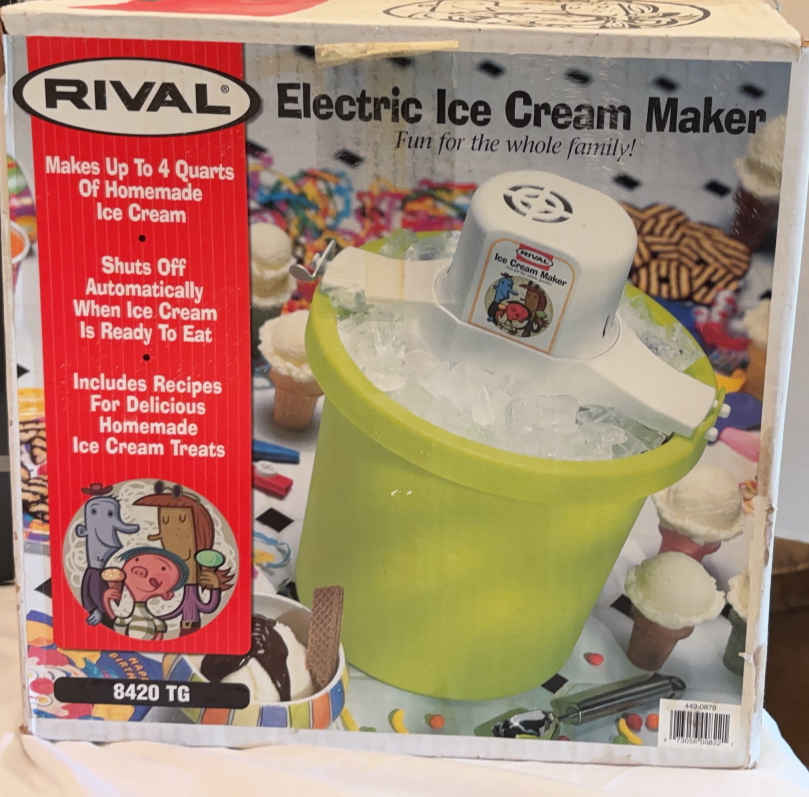 RIVAL®
Electric Ice Cream Maker
Fun for the whole family!
Makes Up To 4 Quarts
Of Homemade
Ice Cream
•
Shuts Off
Automatically
When Ice Cream
Is Ready To Eat
•
Includes Recipes
For Delicious
Homemade
Ice Cream Treats
RIVAL
Ice Cream Maker
8420 TG